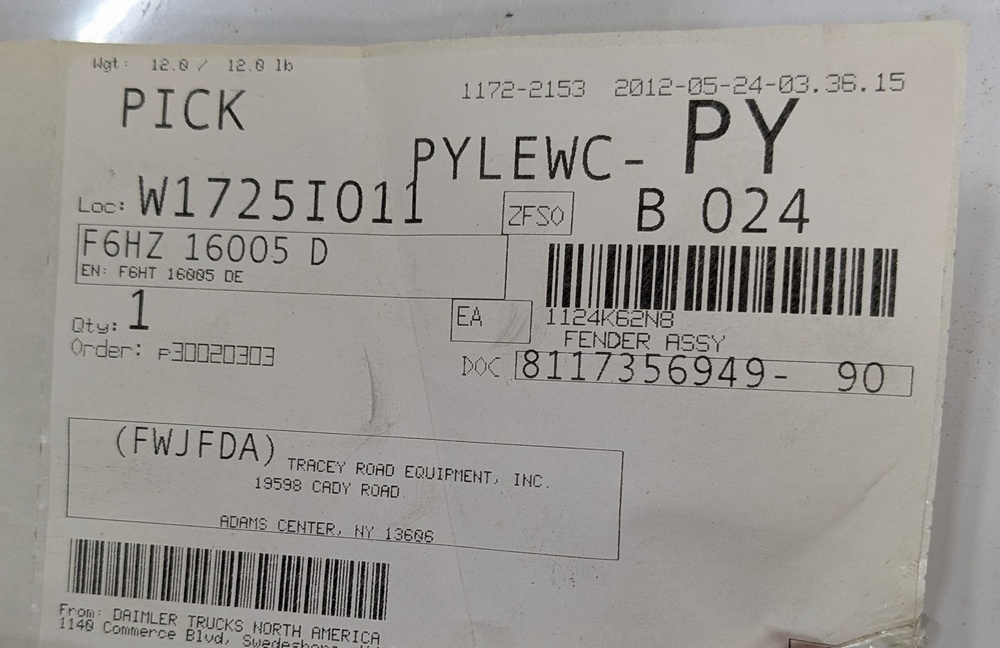 Wgt: 12.0 / 12.0 lb
1172-2153 2012-05-24-03.36.15
PICK
PYLEWC- PY
Loc: W1725I011
ZFSO
B 024
F6HZ 16005 D
EN: F6HT 16005 DE
Qty: 1
EA
1124K62N8
FENDER ASSY
Order: p30020303
DOC 8117356949- 90
(FWJFDA) TRACEY ROAD EQUIPMENT, INC.
19598 CADY ROAD
ADAMS CENTER, NY 13606
From: DAIMLER TRUCKS NORTH AMERICA
1140 Commerce Blvd,